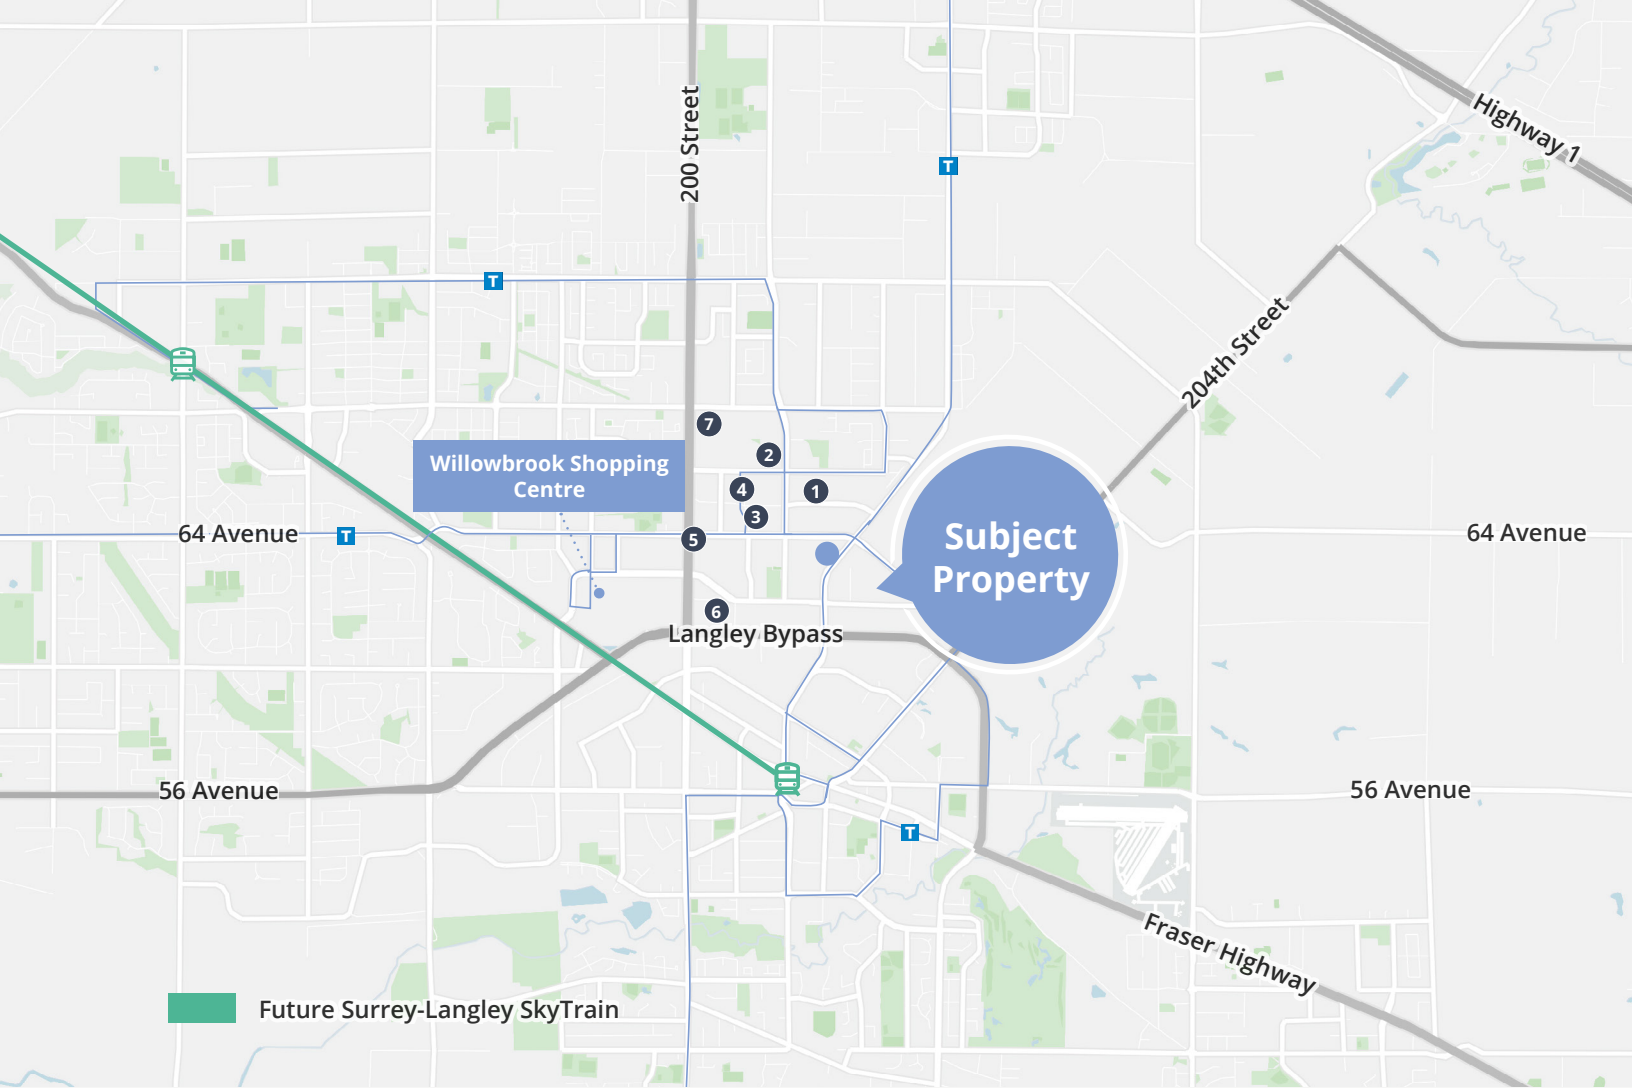 Highway 1
200 Street
T
T
204th Street
7
2
Willowbrook Shopping
Centre
4
1
3
64 Avenue
T
5
Subject
Property
64 Avenue
6
Langley Bypass
56 Avenue
56 Avenue
T
Fraser Highway
Future Surrey-Langley SkyTrain